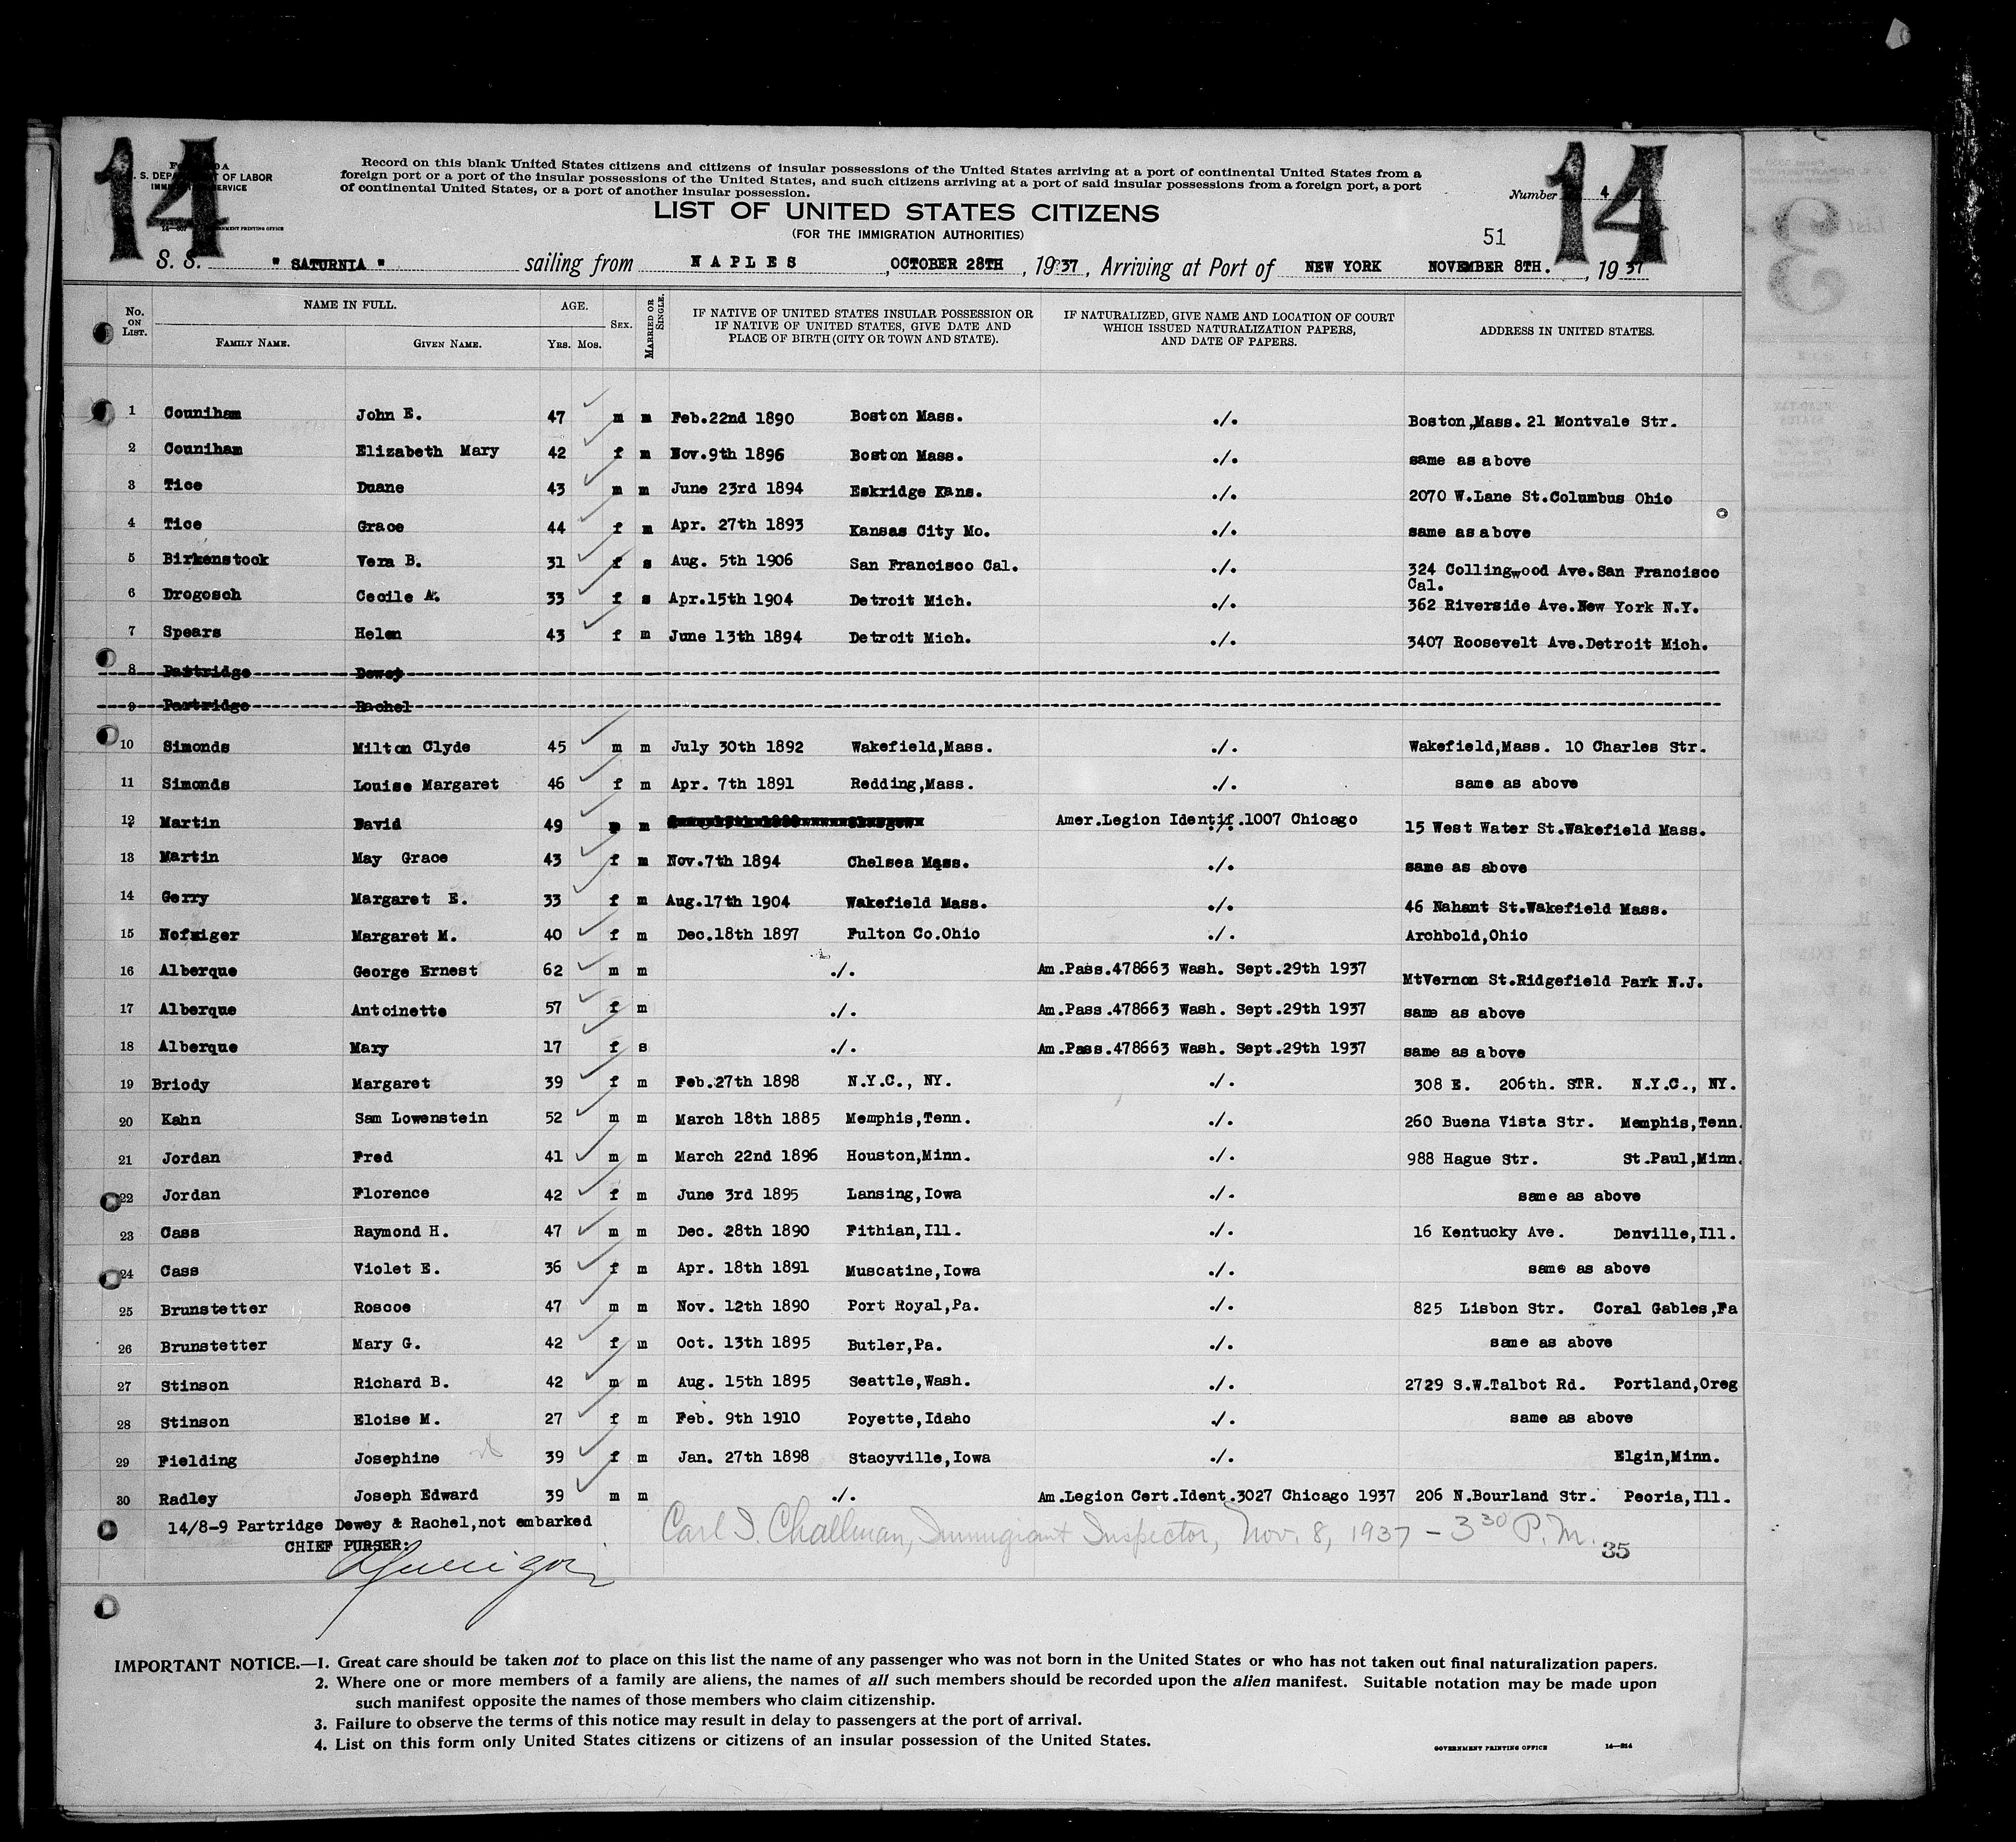 14
14
S. DEPARTMENT OF LABOR
IMMIGRATION SERVICE
Record on this blank United States citizens and citizens of insular possessions of the United States arriving at a port of continental United States from a
foreign port or a port of the insular possessions of the United States, and such citizens arriving at a port of said insular possessions from a foreign port, a port
of continental United States, or a port of another insular possession.
Number 4
LIST OF UNITED STATES CITIZENS
(FOR THE IMMIGRATION AUTHORITIES)
51
S. S. " SATURNIA " sailing from NAPLES , OCTOBER 28TH , 1937 , Arriving at Port of NEW YORK NOVEMBER 8TH. , 1937
No. ON LIST. NAME IN FULL. FAMILY NAME. GIVEN NAME. AGE. YRS. MOS. SEX. MARRIED OR SINGLE. IF NATIVE OF UNITED STATES INSULAR POSSESSION OR IF NATIVE OF UNITED STATES, GIVE DATE AND PLACE OF BIRTH (CITY OR TOWN AND STATE). IF NATURALIZED, GIVE NAME AND LOCATION OF COURT WHICH ISSUED NATURALIZATION PAPERS, AND DATE OF PAPERS. ADDRESS IN UNITED STATES.
1 Couniham John E. 47 m m Feb.22nd 1890 Boston Mass. ./. Boston,Mass. 21 Montvale Str.
2 Couniham Elizabeth Mary 42 f m Nov.9th 1896 Boston Mass. ./. same as above
3 Tice Duane 43 m m June 23rd 1894 Eskridge Kans. ./. 2070 W.Lane St.Columbus Ohio
4 Tice Grace 44 f m Apr. 27th 1893 Kansas City Mo. ./. same as above
5 Birkenstock Vera B. 31 f s Aug. 5th 1906 San Francisco Cal. ./. 324 Collingwood Ave.San Francisco
Cal.
6 Drogosch Cecile A. 33 f s Apr.15th 1904 Detroit Mich. ./. 362 Riverside Ave.New York N.Y.
7 Spears Helen 43 f m June 13th 1894 Detroit Mich. ./. 3407 Roosevelt Ave.Detroit Mich.
8 Partridge Dewey
9 Partridge Rachel
10 Simonds Milton Clyde 45 m m July 30th 1892 Wakefield,Mass. ./. Wakefield,Mass. 10 Charles Str.
11 Simonds Louise Margaret 46 f m Apr. 7th 1891 Redding,Mass. ./. same as above
12 Martin David 49 m m Amer.Legion Identif.1007 Chicago 15 West Water St.Wakefield Mass.
13 Martin May Grace 43 f m Nov.7th 1894 Chelsea Mass. ./. same as above
14 Gerry Margaret E. 33 f m Aug.17th 1904 Wakefield Mass. ./. 46 Nahant St.Wakefield Mass.
15 Nofziger Margaret M. 40 f m Dec.18th 1897 Fulton Co.Ohio ./. Archbold,Ohio
16 Alberque George Ernest 62 m m ./. Am.Pass.478663 Wash. Sept.29th 1937 MtVernon St.Ridgefield Park N.J.
17 Alberque Antoinette 57 f m ./. Am.Pass.478663 Wash. Sept.29th 1937 same as above
18 Alberque Mary 17 f s ./. Am.Pass.478663 Wash. Sept.29th 1937 same as above
19 Briody Margaret 39 f m Feb.27th 1898 N.Y.C., NY. ./. 308 E. 206th. STR. N.Y.C., NY.
20 Kahn Sam Lowenstein 52 m m March 18th 1885 Memphis,Tenn. ./. 260 Buena Vista Str. Memphis,Tenn.
21 Jordan Fred 41 m m March 22nd 1896 Houston,Minn. ./. 988 Hague Str. St.Paul,Minn.
22 Jordan Florence 42 f m June 3rd 1895 Lansing,Iowa ./. same as above
23 Cass Raymond H. 47 m m Dec. 28th 1890 Fithian,Ill. ./. 16 Kentucky Ave. Denville,Ill.
24 Cass Violet E. 36 f m Apr. 18th 1891 Muscatine,Iowa ./. same as above
25 Brunstetter Roscoe 47 m m Nov. 12th 1890 Port Royal,Pa. ./. 825 Lisbon Str. Coral Gables,Fa
26 Brunstetter Mary G. 42 f m Oct. 13th 1895 Butler,Pa. ./. same as above
27 Stinson Richard B. 42 m m Aug. 15th 1895 Seattle,Wash. ./. 2729 S.W.Talbot Rd. Portland,Oreg
28 Stinson Eloise M. 27 f m Feb. 9th 1910 Poyette,Idaho ./. same as above
29 Fielding Josephine 39 f m Jan. 27th 1898 Stacyville,Iowa ./. Elgin,Minn.
30 Radley Joseph Edward 39 m m ./. Am.Legion Cert.Ident.3027 Chicago 1937 206 N.Bourland Str. Peoria,Ill.
14/8-9 Partridge Dewey & Rachel,not embarked
CHIEF PURSER:
Carl I. Challman, Immigrant Inspector, Nov. 8, 1937 - 3 30 P.M.
35
IMPORTANT NOTICE.—1. Great care should be taken not to place on this list the name of any passenger who was not born in the United States or who has not taken out final naturalization papers.
2. Where one or more members of a family are aliens, the names of all such members should be recorded upon the alien manifest. Suitable notation may be made upon
such manifest opposite the names of those members who claim citizenship.
3. Failure to observe the terms of this notice may result in delay to passengers at the port of arrival.
4. List on this form only United States citizens or citizens of an insular possession of the United States.
GOVERNMENT PRINTING OFFICE 14—214